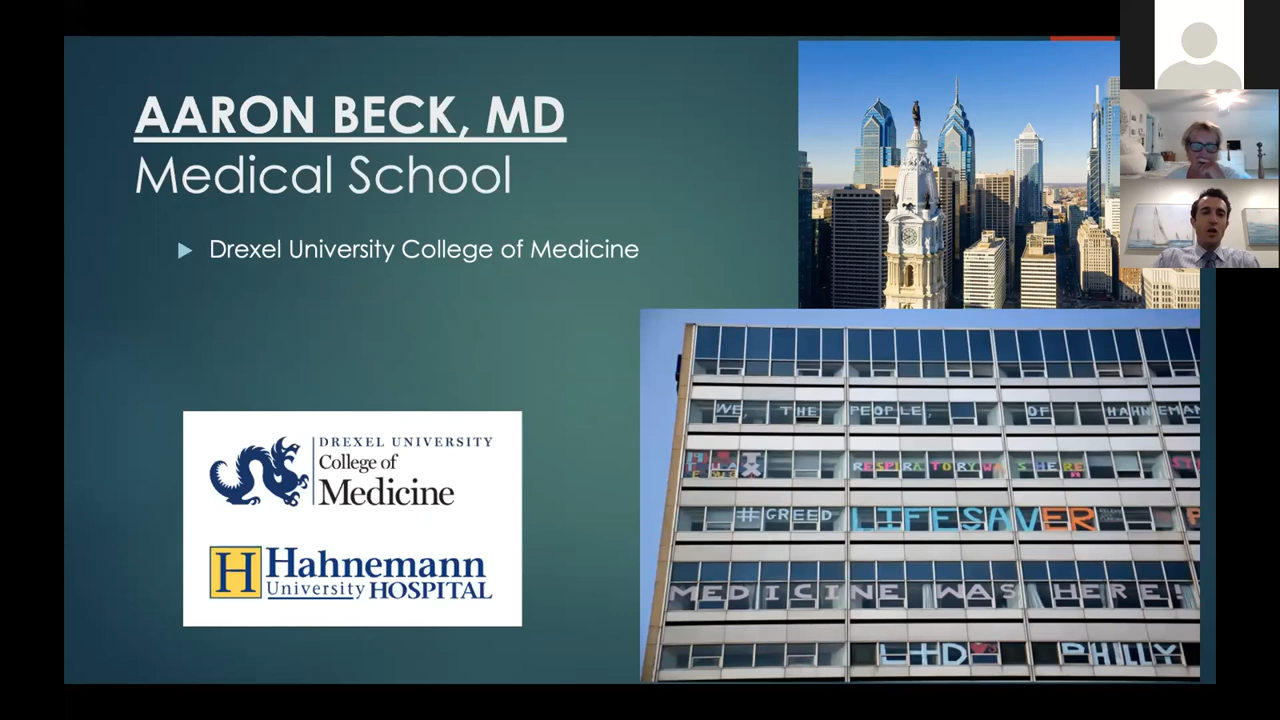 AARON BECK, MD
Medical School
Drexel University College of Medicine
DREXEL UNIVERSITY
College of
Medicine
H Hahnemann
University HOSPITAL
WE THE PEOPLE OF HAHNEMAN
RESPIRATORY WAS HERE
#GREED LIFESAVER
MEDICINE WAS HERE!
L+D PHILLY